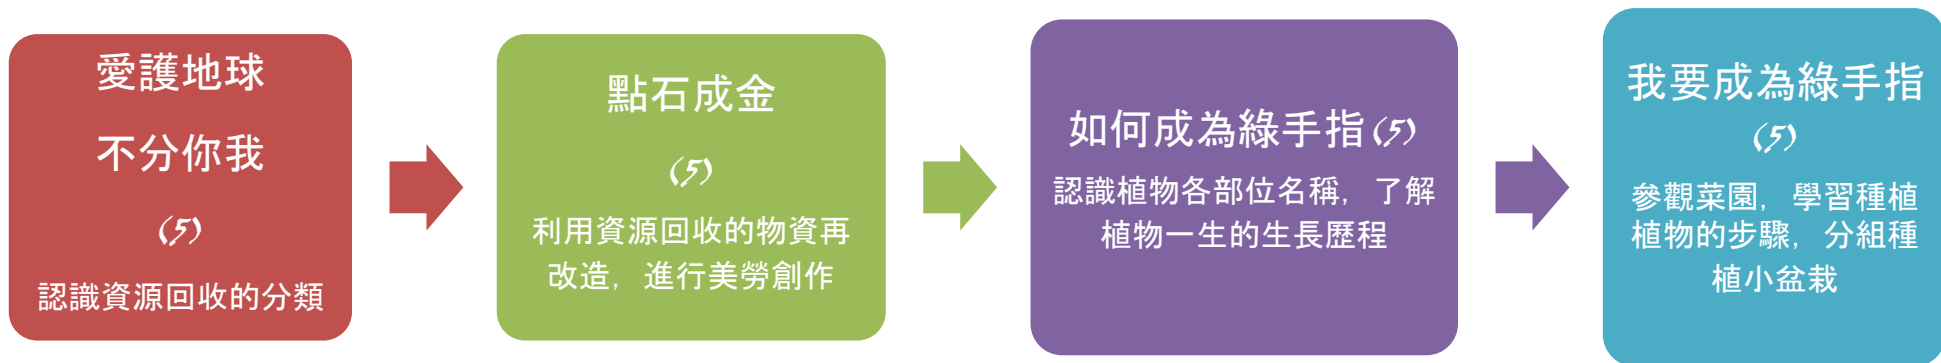 愛護地球
不分你我
(5)
認識資源回收的分類
點石成金
(5)
利用資源回收的物資再
改造，進行美勞創作
如何成為綠手指(5)
認識植物各部位名稱，了解
植物一生的生長歷程
我要成為綠手指
(5)
參觀菜園，學習種植
植物的步驟，分組種
植小盆栽